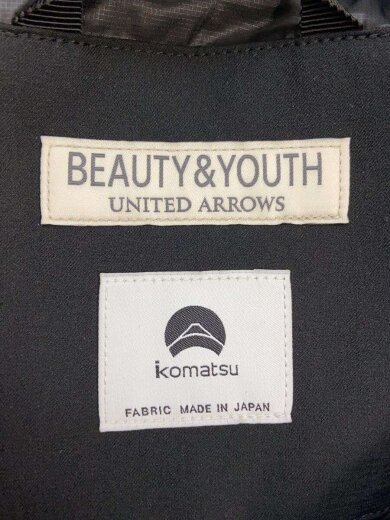 BEAUTY&YOUTH
UNITED ARROWS
komatsu
FABRIC MADE IN JAPAN